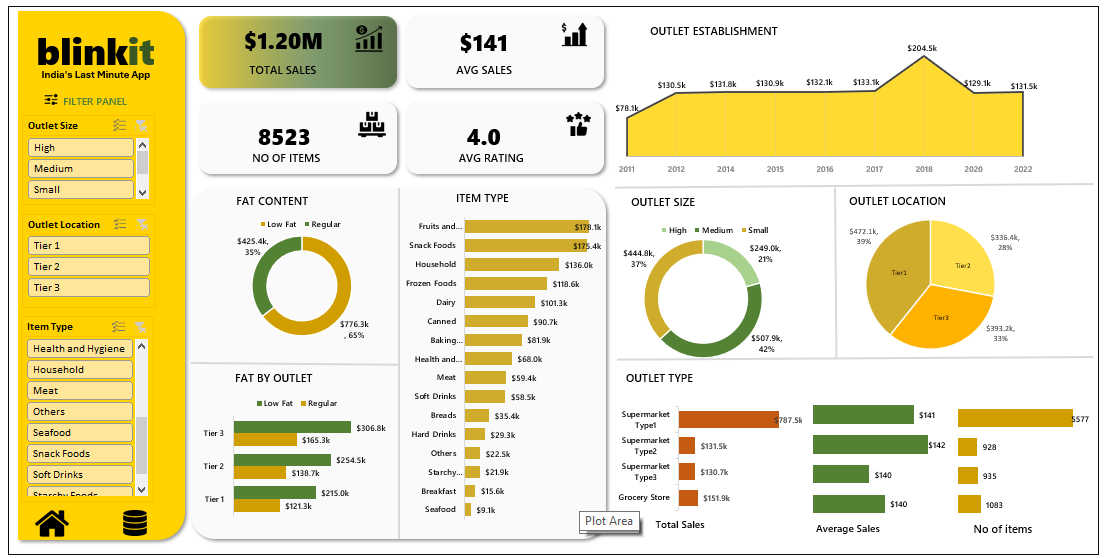 blinkit
India's Last Minute App
FILTER PANEL
Outlet Size
High
Medium
Small
Outlet Location
Tier 1
Tier 2
Tier 3
Item Type
Health and Hygiene
Household
Meat
Others
Seafood
Snack Foods
Soft Drinks
Starchy Foods
$1.20M
TOTAL SALES
$141
AVG SALES
8523
NO OF ITEMS
4.0
AVG RATING
OUTLET ESTABLISHMENT
$78.1k
$130.5k
$131.8k
$130.9k
$132.1k
$133.1k
$204.5k
$129.1k
$131.5k
2011
2012
2014
2015
2016
2017
2018
2020
2022
FAT CONTENT
Low Fat
Regular
$425.4k,
35%
$776.3k
, 65%
FAT BY OUTLET
Low Fat
Regular
Tier 3
$306.8k
$165.3k
Tier 2
$254.5k
$138.7k
Tier 1
$215.0k
$121.3k
ITEM TYPE
Fruits and...
$178.1k
Snack Foods
$175.4k
Household
$136.0k
Frozen Foods
$118.6k
Dairy
$101.3k
Canned
$90.7k
Baking...
$81.9k
Health and...
$68.0k
Meat
$59.4k
Soft Drinks
$58.5k
Breads
$35.4k
Hard Drinks
$29.3k
Others
$22.5k
Starchy...
$21.9k
Breakfast
$15.6k
Seafood
$9.1k
Plot Area
OUTLET SIZE
High
Medium
Small
$249.0k,
21%
$444.8k,
37%
$507.9k,
42%
OUTLET LOCATION
$472.1k,
39%
$336.4k,
28%
$393.2k,
33%
Tier1
Tier2
Tier3
OUTLET TYPE
Supermarket
Type1
$787.5k
Supermarket
Type2
$131.5k
Supermarket
Type3
$130.7k
Grocery Store
$151.9k
Total Sales
$141
$142
$140
$140
Average Sales
5577
928
935
1083
No of items